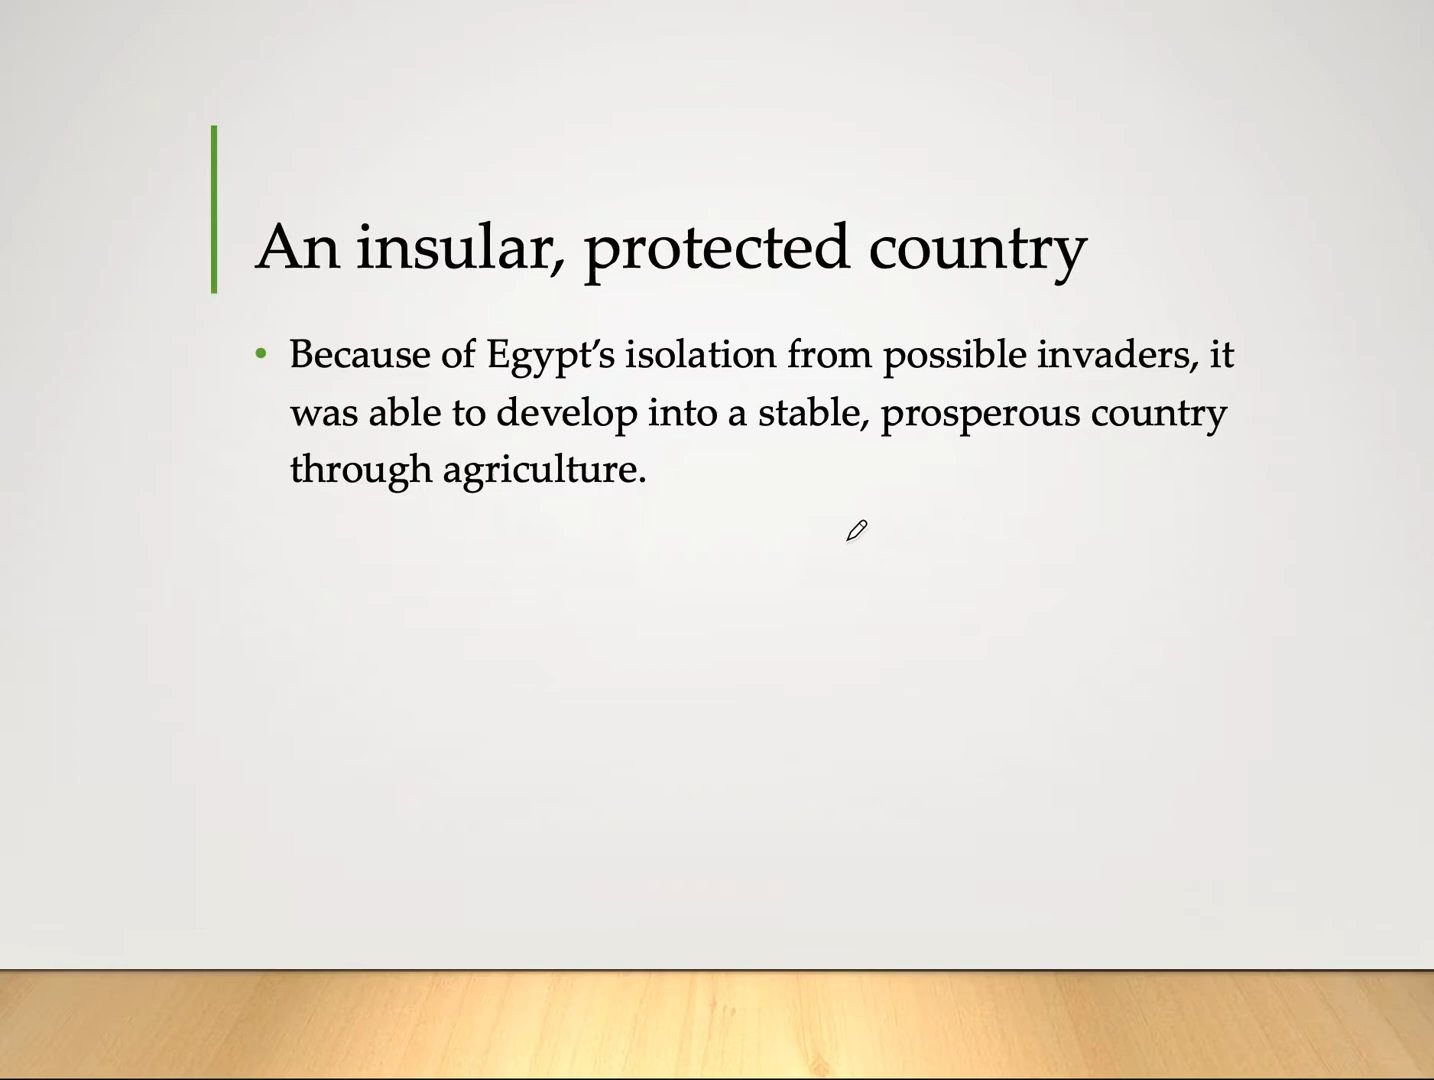 An insular, protected country
• Because of Egypt’s isolation from possible invaders, it
was able to develop into a stable, prosperous country
through agriculture.